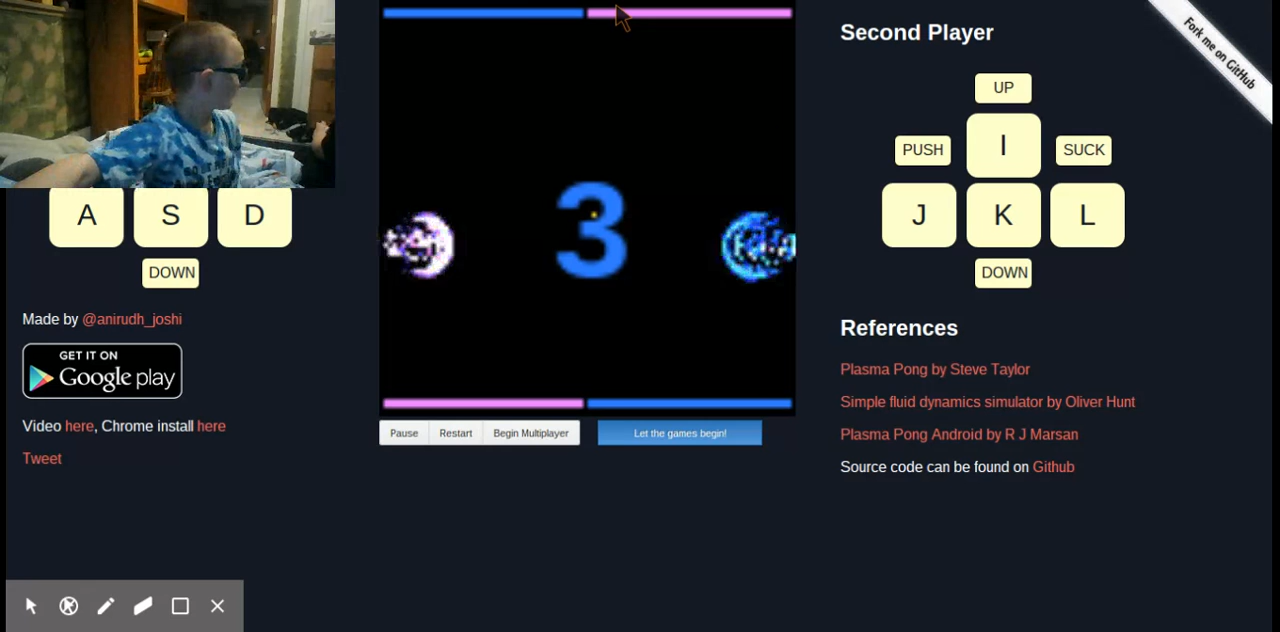 Second Player
Fork me on GitHub
UP
PUSH
I
SUCK
A
S
D
3
J
K
L
DOWN
DOWN
Made by @anirudh_joshi
References
GET IT ON
Google play
Plasma Pong by Steve Taylor
Simple fluid dynamics simulator by Oliver Hunt
Video here, Chrome install here
Pause
Restart
Begin Multiplayer
Let the games begin!
Plasma Pong Android by R J Marsan
Tweet
Source code can be found on Github